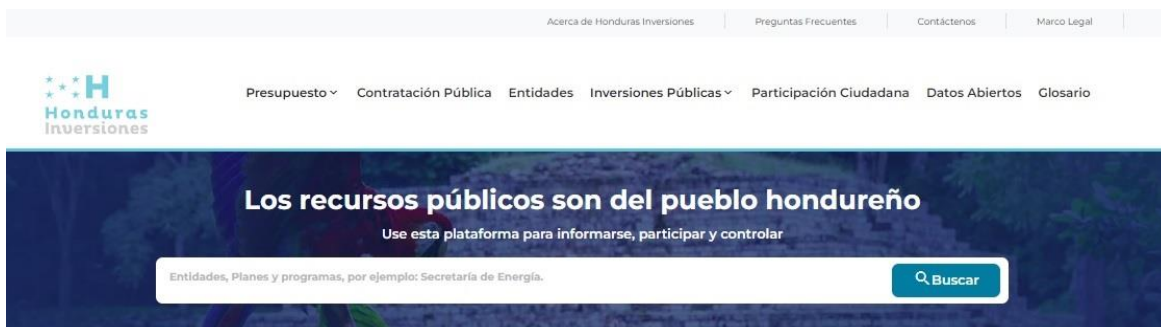 Acerca de Honduras Inversiones Preguntas Frecuentes Contáctenos Marco Legal
H
Honduras
Inversiones
Presupuesto Contratación Pública Entidades Inversiones Públicas Participación Ciudadana Datos Abiertos Glosario
Los recursos públicos son del pueblo hondureño
Use esta plataforma para informarse, participar y controlar
Entidades, Planes y programas, por ejemplo: Secretaría de Energía.
Buscar